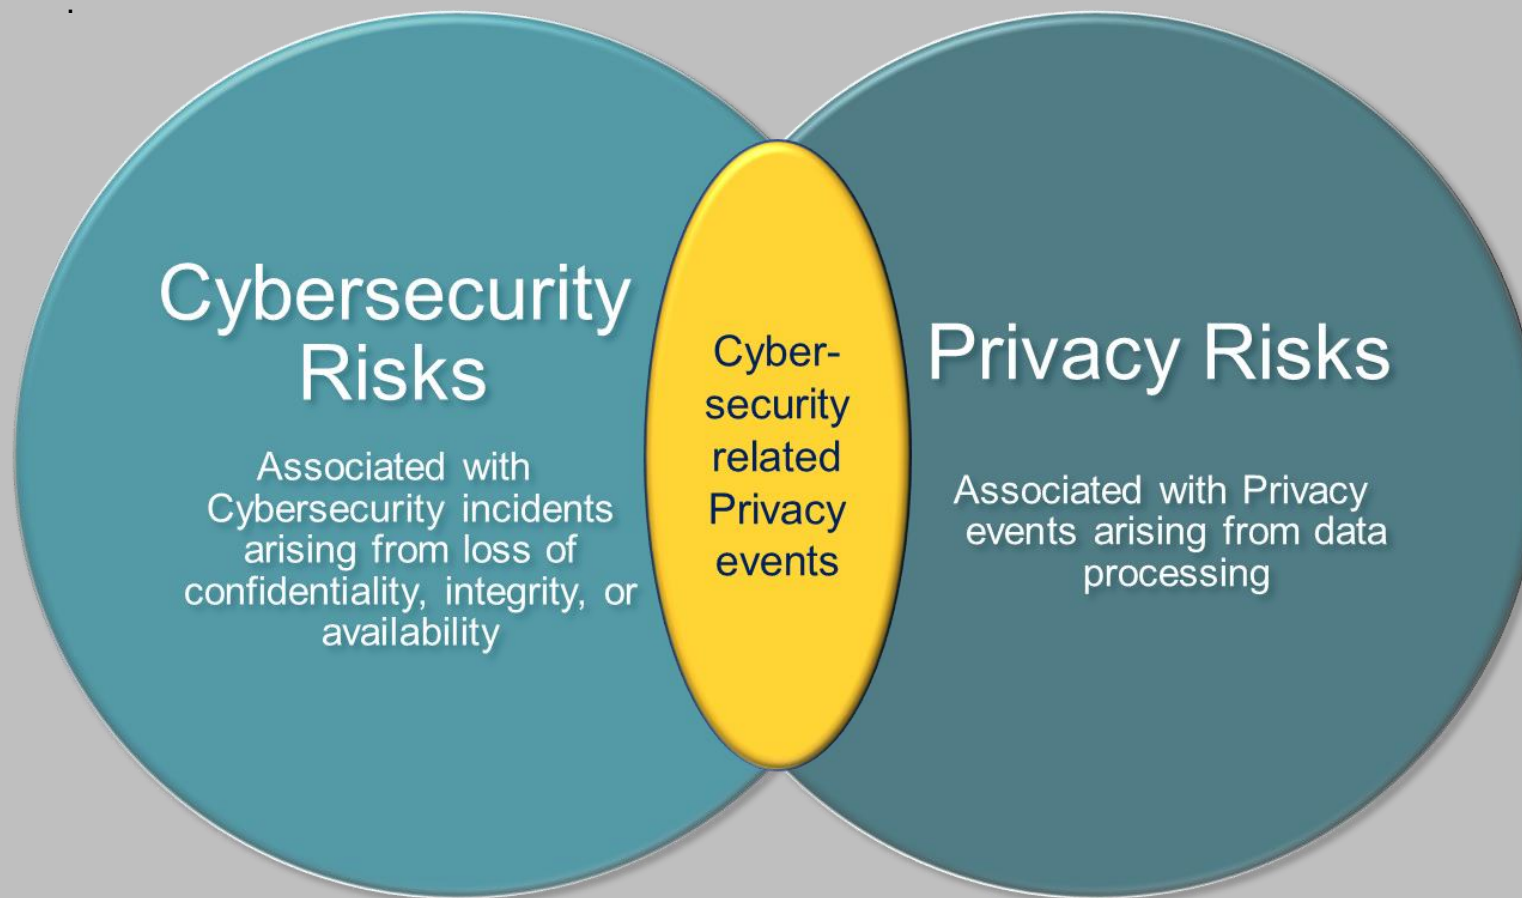 Cybersecurity
Risks
Associated with
Cybersecurity incidents
arising from loss of
confidentiality, integrity, or
availability
Cyber-
security
related
Privacy
events
Privacy Risks
Associated with Privacy
events arising from data
processing